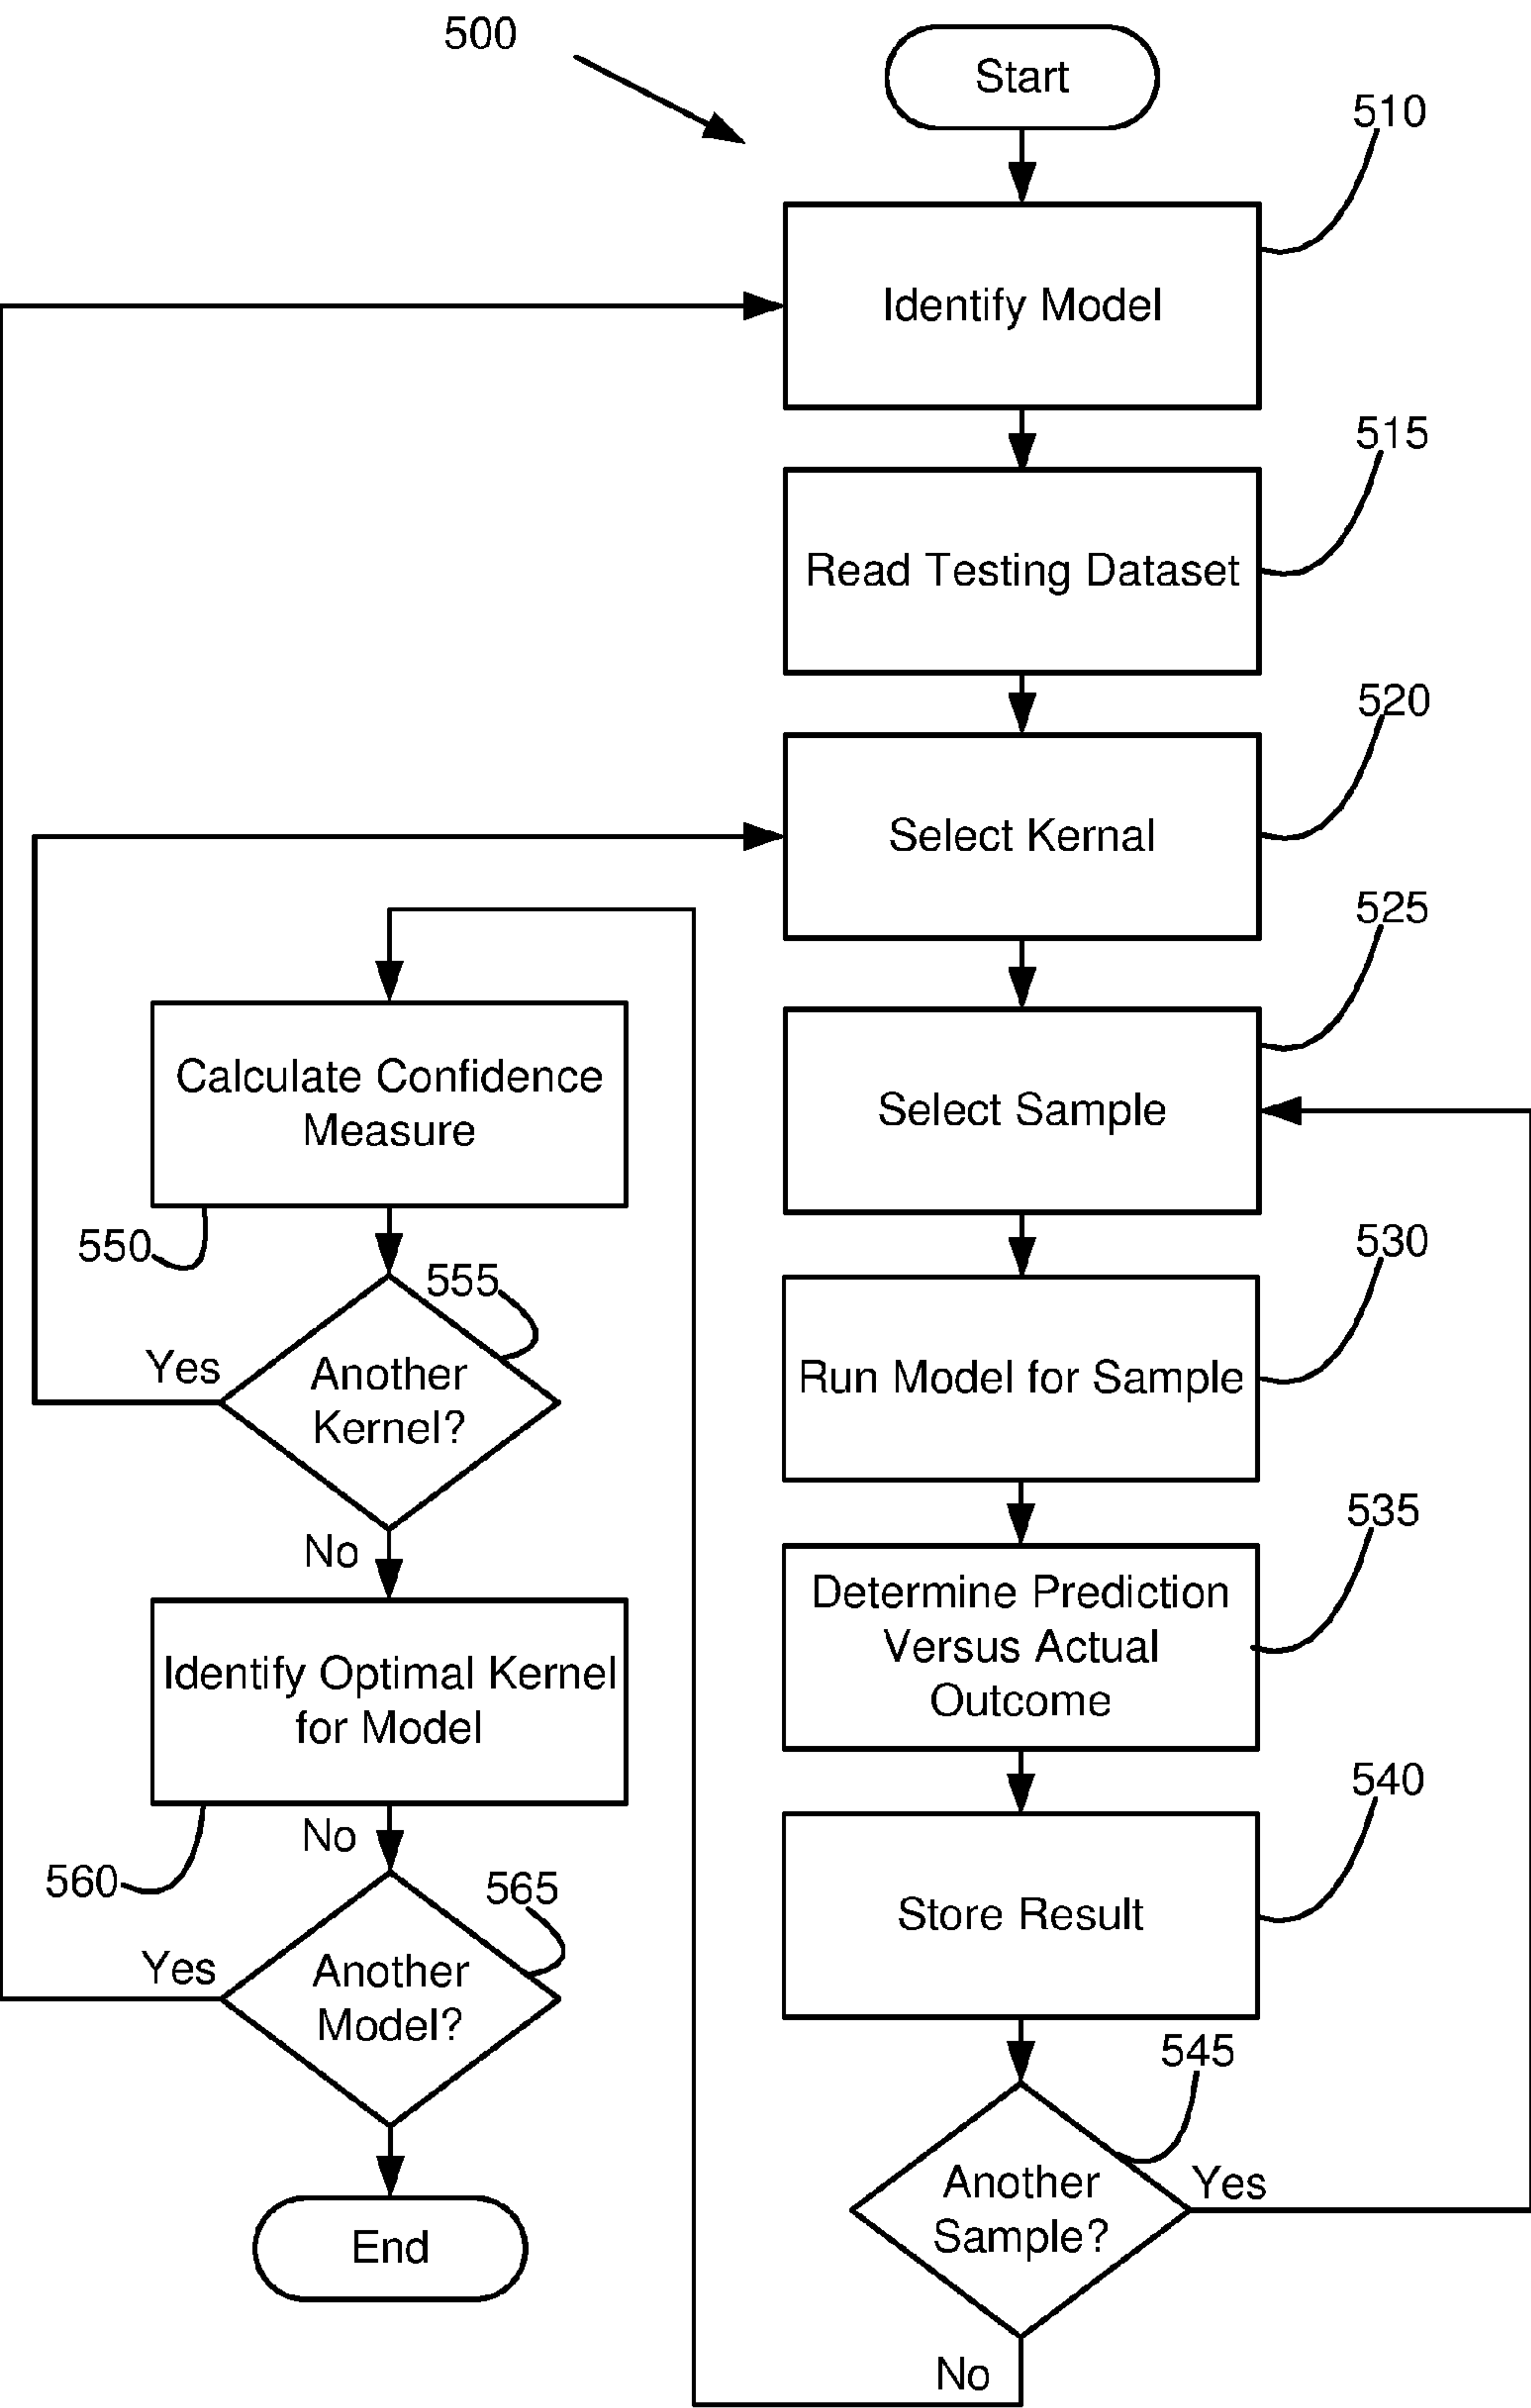 500
Start
510
Identify Model
515
Read Testing Dataset
520
Select Kernal
525
Select Sample
530
Run Model for Sample
535
Determine Prediction
Versus Actual
Outcome
540
Store Result
545
Another
Sample?
Yes
No
Calculate Confidence
Measure
550
555
Another
Kernel?
Yes
No
Identify Optimal Kernel
for Model
560
No
565
Another
Model?
Yes
End